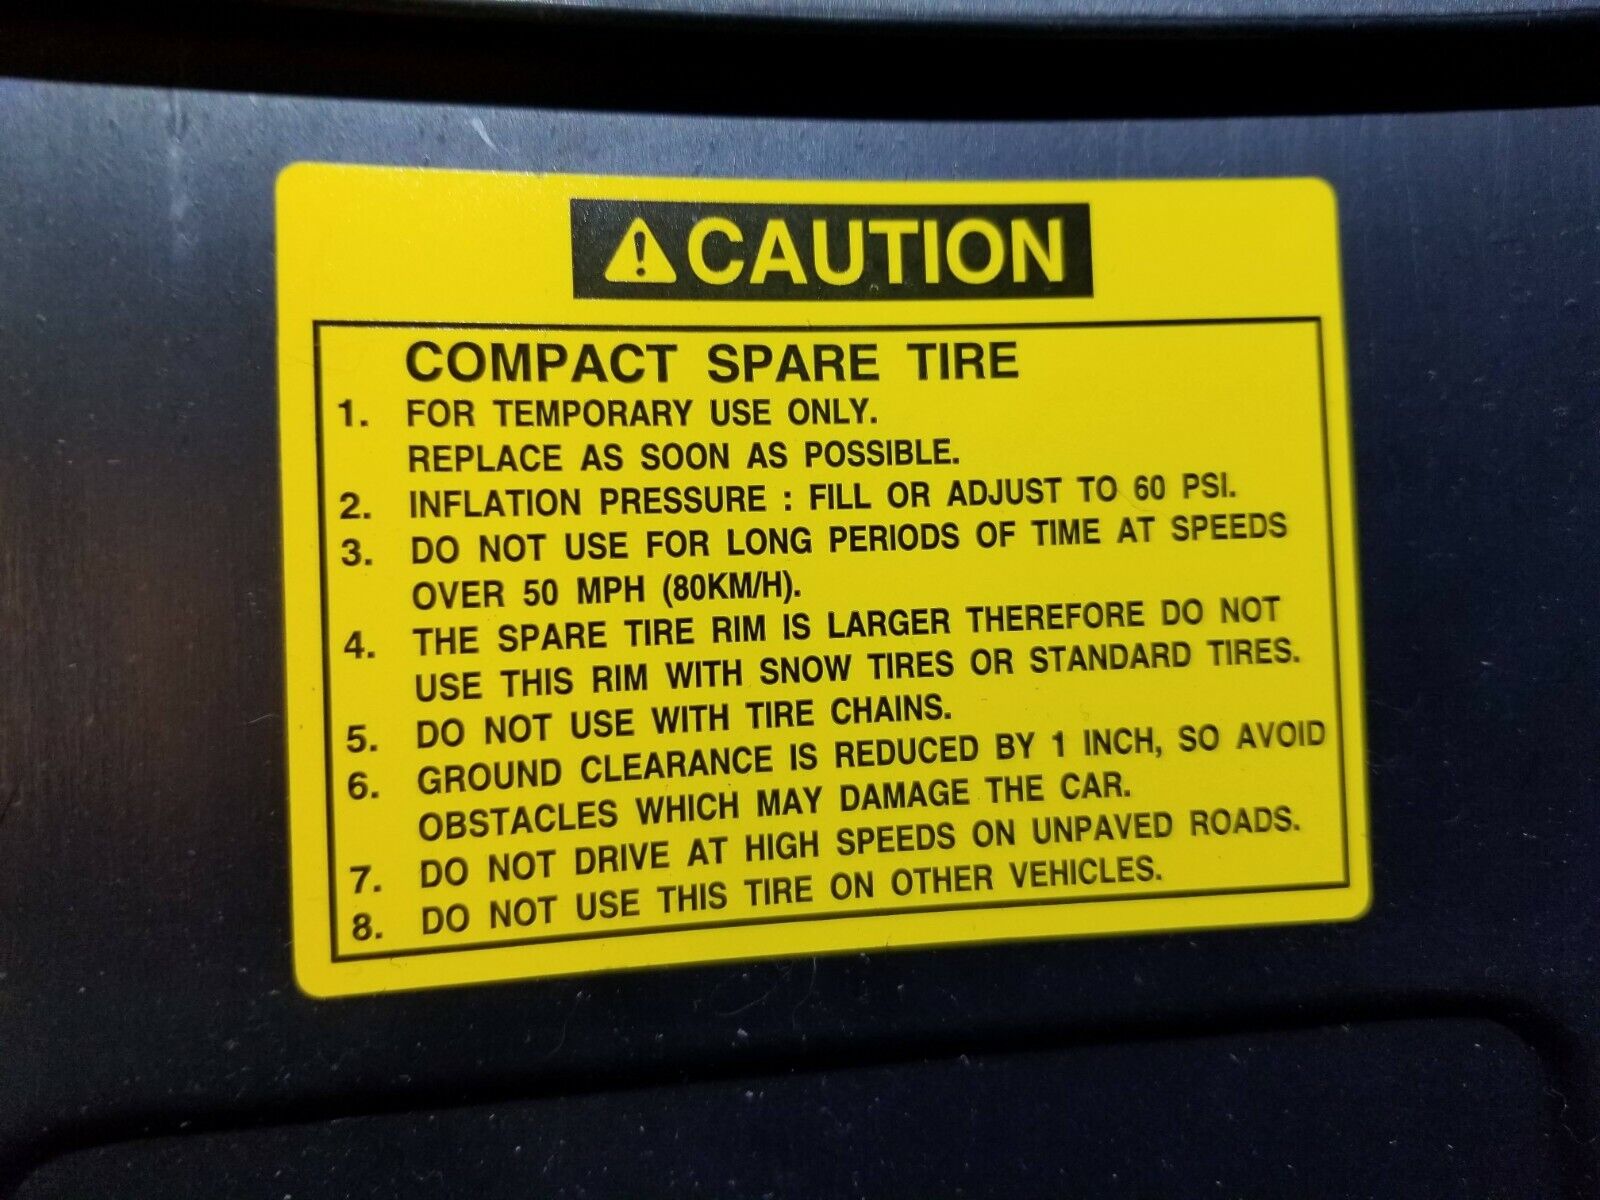 CAUTION
COMPACT SPARE TIRE
1. FOR TEMPORARY USE ONLY.
REPLACE AS SOON AS POSSIBLE.
2. INFLATION PRESSURE : FILL OR ADJUST TO 60 PSI.
3. DO NOT USE FOR LONG PERIODS OF TIME AT SPEEDS
OVER 50 MPH (80KM/H).
4. THE SPARE TIRE RIM IS LARGER THEREFORE DO NOT
USE THIS RIM WITH SNOW TIRES OR STANDARD TIRES.
5. DO NOT USE WITH TIRE CHAINS.
6. GROUND CLEARANCE IS REDUCED BY 1 INCH, SO AVOID
OBSTACLES WHICH MAY DAMAGE THE CAR.
7. DO NOT DRIVE AT HIGH SPEEDS ON UNPAVED ROADS.
8. DO NOT USE THIS TIRE ON OTHER VEHICLES.